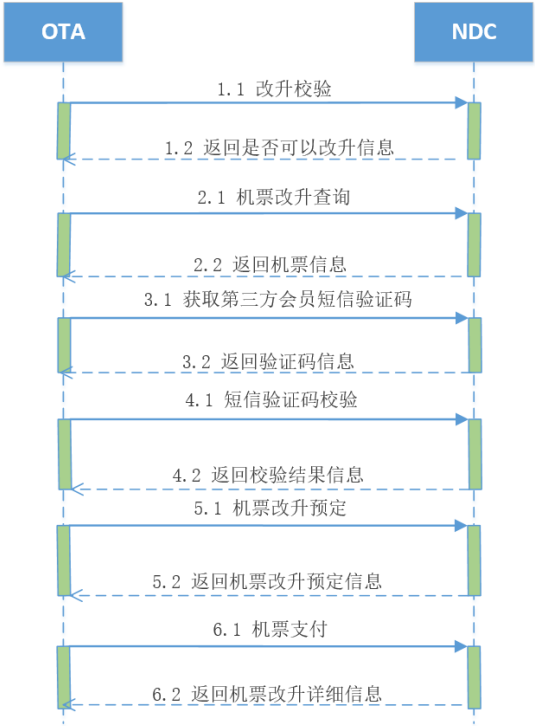 OTA
NDC
1.1 改升校验
1.2 返回是否可以改升信息
2.1 机票改升查询
2.2 返回机票信息
3.1 获取第三方会员短信验证码
3.2 返回验证码信息
4.1 短信验证码校验
4.2 返回校验结果信息
5.1 机票改升预定
5.2 返回机票改升预定信息
6.1 机票支付
6.2 返回机票改升详细信息